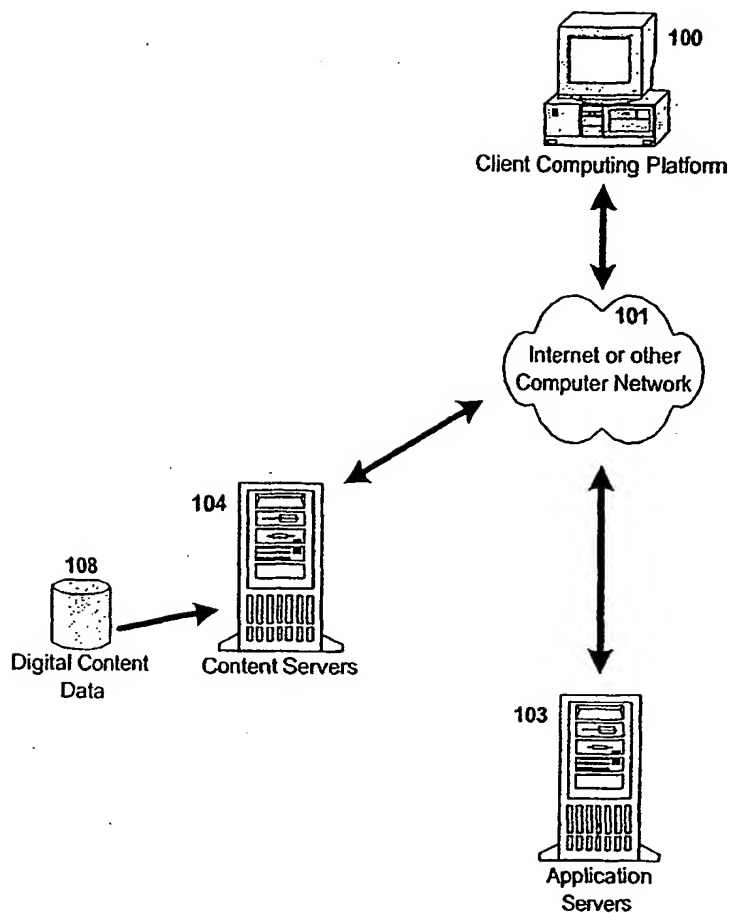 100
Client Computing Platform
101
Internet or other
Computer Network
104
108
Content Servers
Digital Content
Data
103
Application
Servers